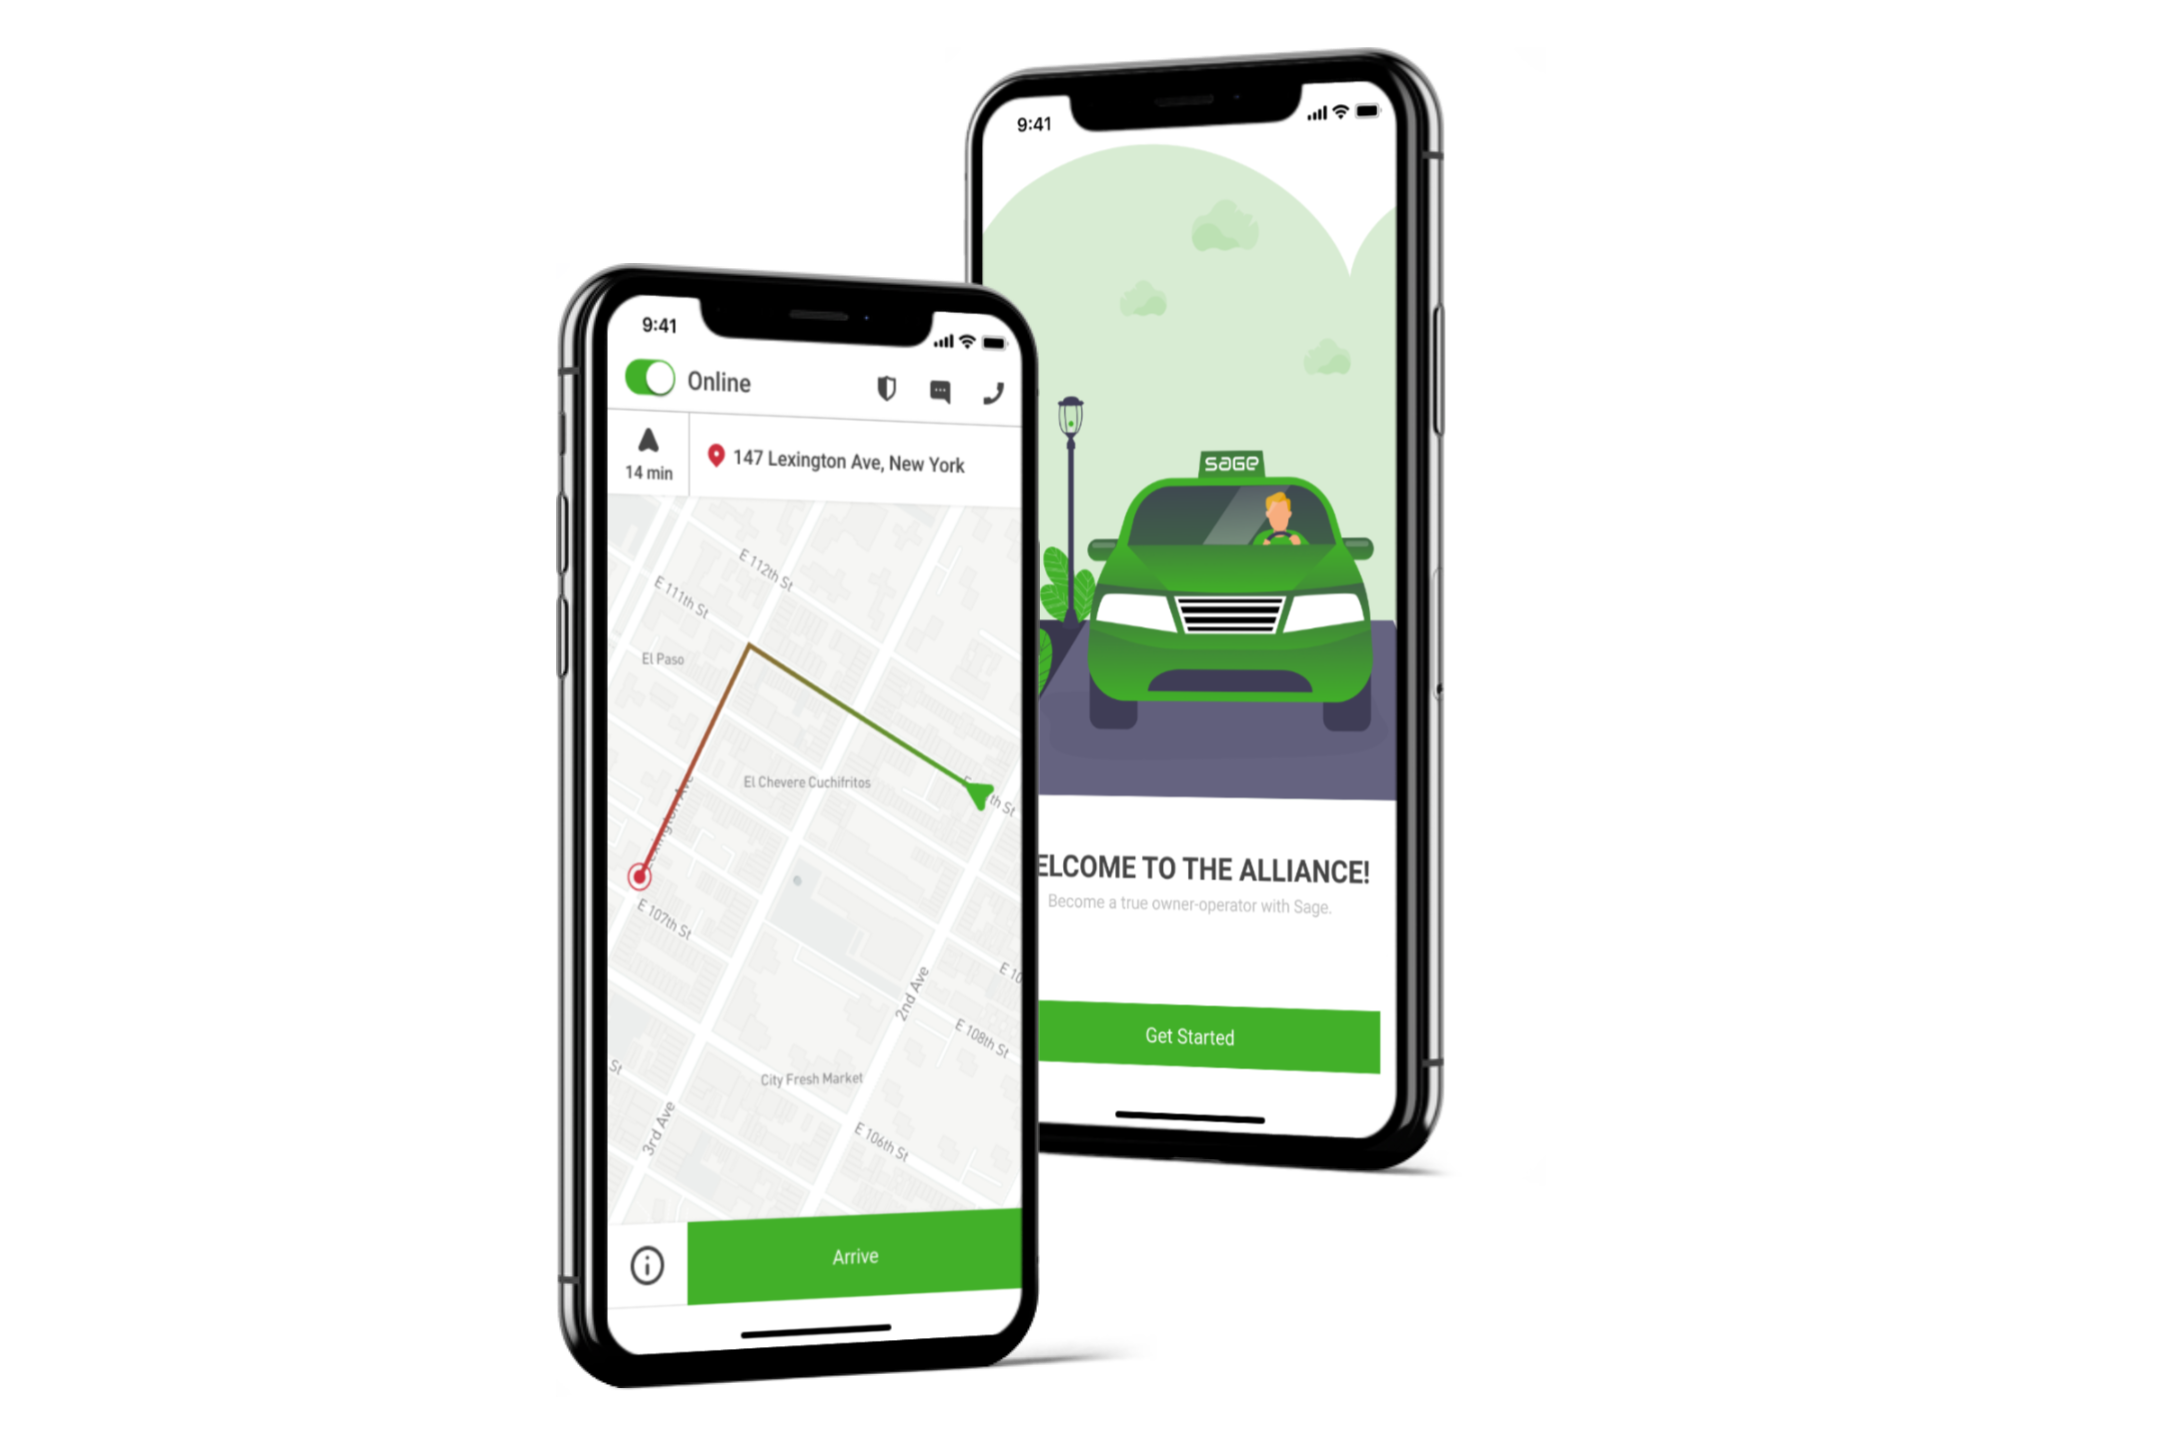 9:41
Online
14 min
147 Lexington Ave, New York
E 112th St
E 111th St
El Paso
El Chevere Cuchifritos
th St
Lexington Ave
E 107th St
2nd Ave
E 10
E 108th St
St
City Fresh Market
3rd Ave
E 106th St
Arrive
9:41
SAGE
ELCOME TO THE ALLIANCE!
Become a true owner-operator with Sage.
Get Started